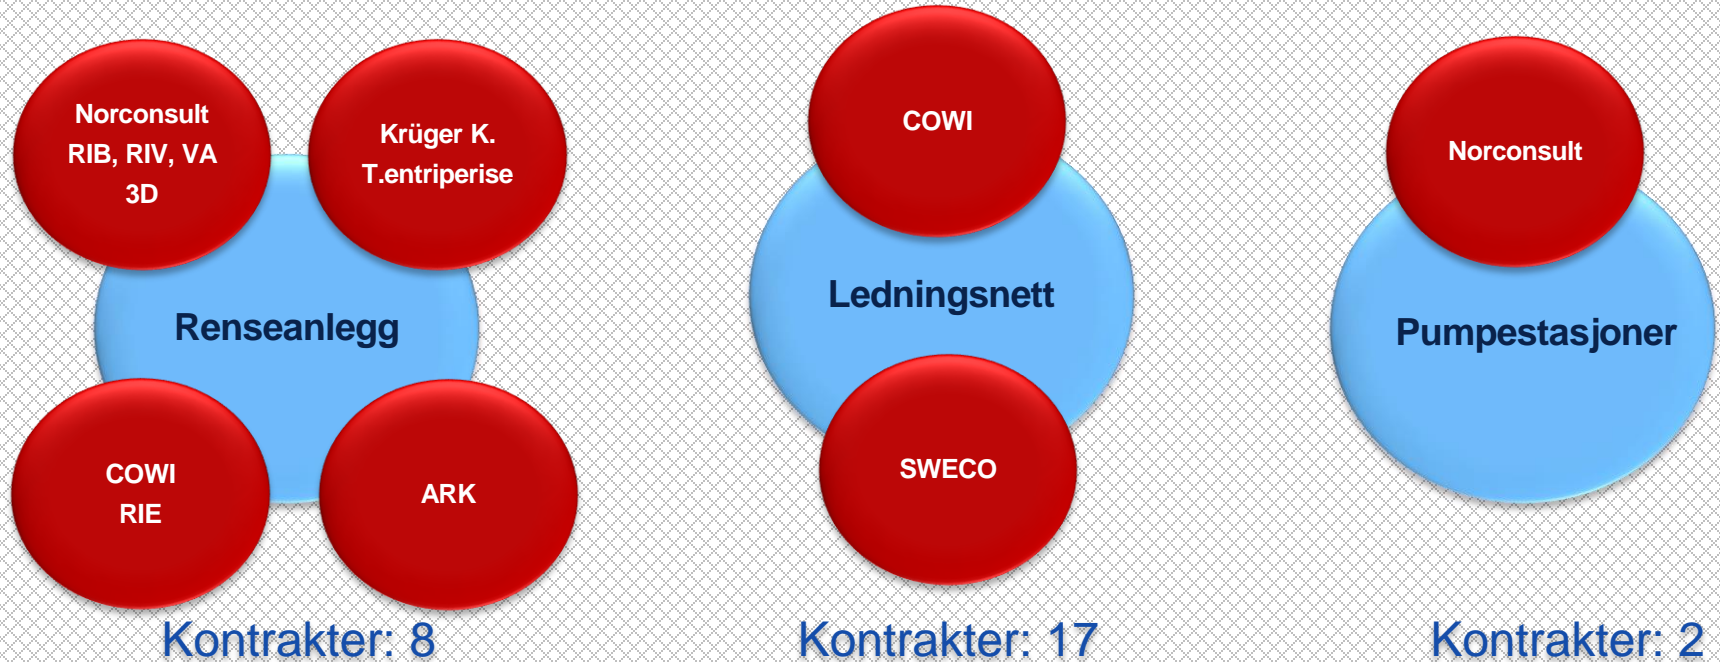 Norconsult
RIB, RIV, VA
3D
Krüger K.
T.entriperise
Renseanlegg
COWI
RIE
ARK
Kontrakter: 8
COWI
Ledningsnett
SWECO
Kontrakter: 17
Norconsult
Pumpestasjoner
Kontrakter: 2